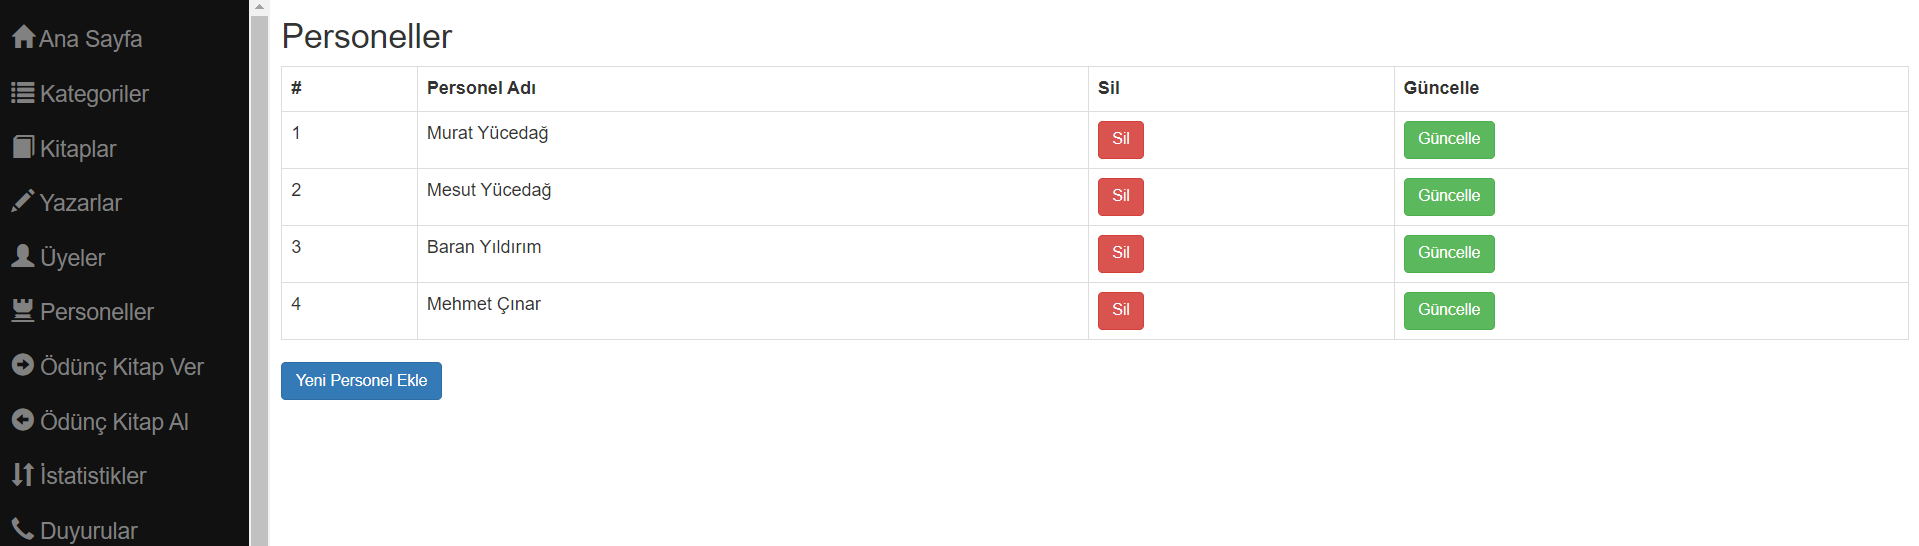 Ana Sayfa
Kategoriler
Kitaplar
Yazarlar
Üyeler
Personeller
Ödünç Kitap Ver
Ödünç Kitap Al
İstatistikler
Duyurular
Personeller
# Personel Adı Sil Güncelle
1 Murat Yücedağ Sil Güncelle
2 Mesut Yücedağ Sil Güncelle
3 Baran Yıldırım Sil Güncelle
4 Mehmet Çınar Sil Güncelle
Yeni Personel Ekle